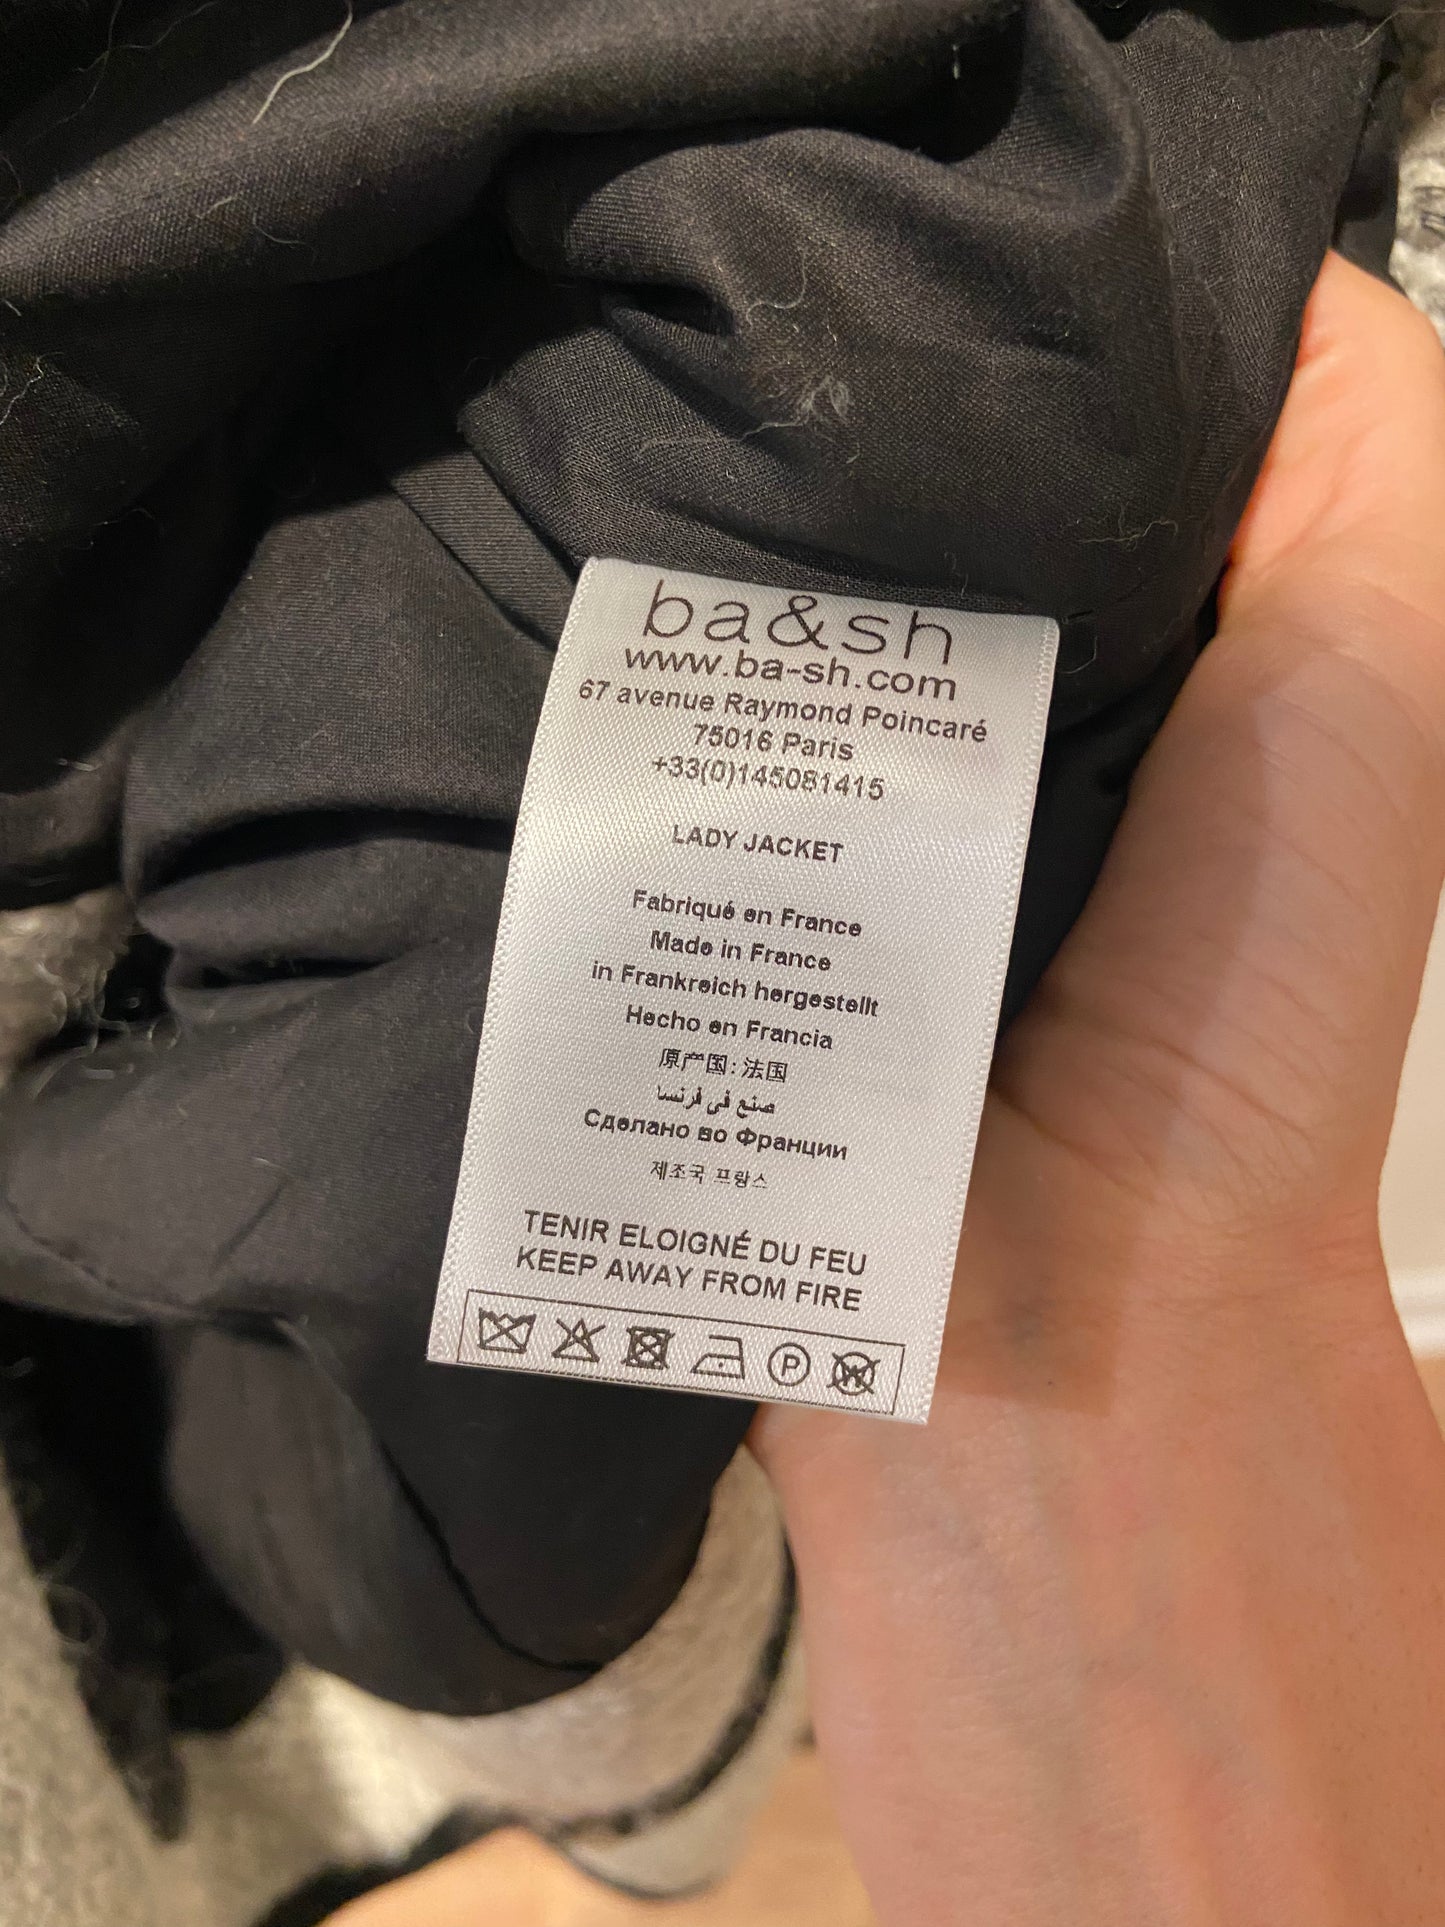 ba&sh
www.ba-sh.com
67 avenue Raymond Poincaré
75016 Paris
+33(0)145081415
LADY JACKET
Fabriqué en France
Made in France
in Frankreich hergestellt
Hecho en Francia
原产国：法国
صنع في فرنسا
Сделано во Франции
제조국 프랑스
TENIR ELOIGNÉ DU FEU
KEEP AWAY FROM FIRE
P W